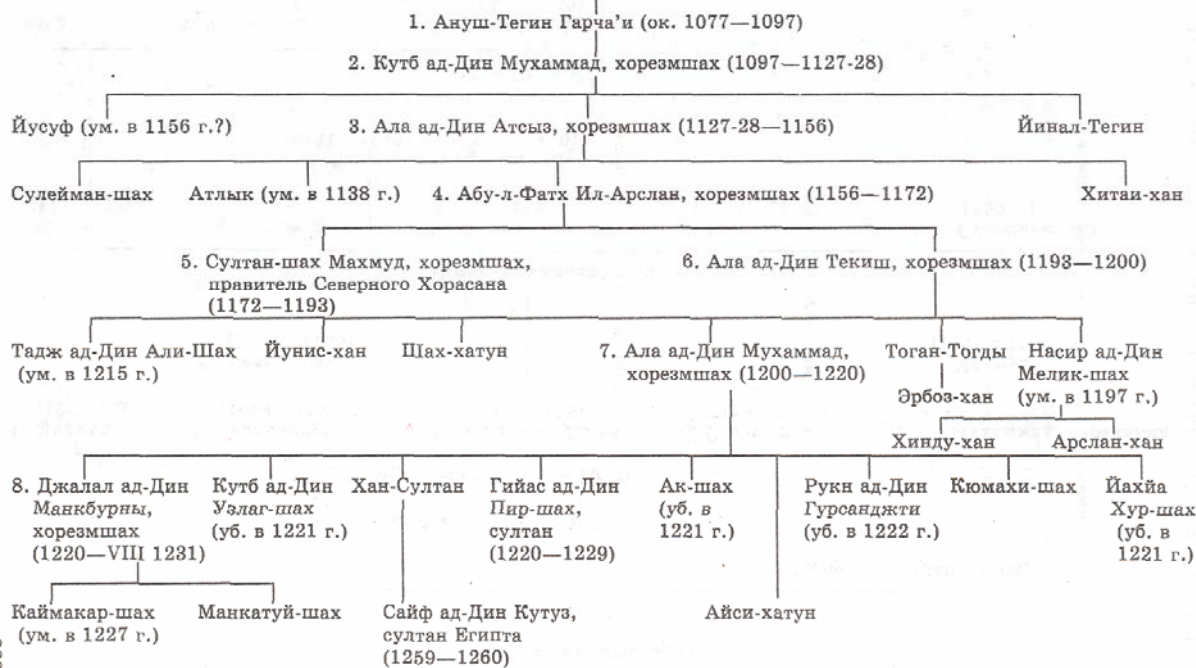 1. Ануш-Тегин Гарча'и (ок. 1077—1097)
2. Кутб ад-Дин Мухаммад, хорезмшах (1097—1127-28)
Йусуф (ум. в 1156 г.?)
3. Ала ад-Дин Атсыз, хорезмшах (1127-28—1156)
Йинал-Тегин
Сулейман-шах
Атлык (ум. в 1138 г.)
4. Абу-л-Фатх Ил-Арслан, хорезмшах (1156—1172)
Хитаи-хан
5. Султан-шах Махмуд, хорезмшах,
правитель Северного Хорасана
(1172—1193)
6. Ала ад-Дин Текиш, хорезмшах (1193—1200)
Тадж ад-Дин Али-Шах
(ум. в 1215 г.)
Йунис-хан
Шах-хатун
7. Ала ад-Дин Мухаммад,
хорезмшах (1200—1220)
Тоган-Тогды
Эрбоз-хан
Насир ад-Дин
Мелик-шах
(ум. в 1197 г.)
Хинду-хан
Арслан-хан
8. Джалал ад-Дин
Манкбурны,
хорезмшах
(1220—VIII 1231)
Кутб ад-Дин
Узлаг-шах
(уб. в 1221 г.)
Хан-Султан
Гийас ад-Дин
Пир-шах,
султан
(1220—1229)
Ак-шах
(уб. в
1221 г.)
Рукн ад-Дин
Гурсанджти
(уб. в 1222 г.)
Кюмахи-шах
Йахйа
Хур-шах
(уб. в
1221 г.)
Каймакар-шах
(ум. в 1227 г.)
Манкатуй-шах
Сайф ад-Дин Кутуз,
султан Египта
(1259—1260)
Айси-хатун